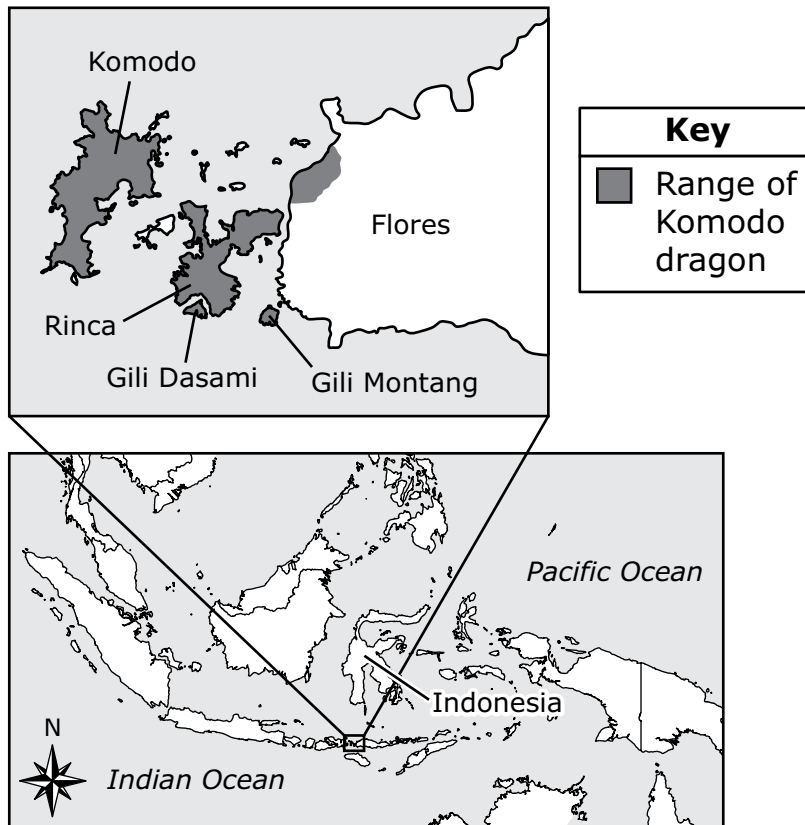 Komodo
Flores
Rinca
Gili Dasami
Gili Montang
Key
Range of
Komodo
dragon
Pacific Ocean
Indonesia
N
Indian Ocean